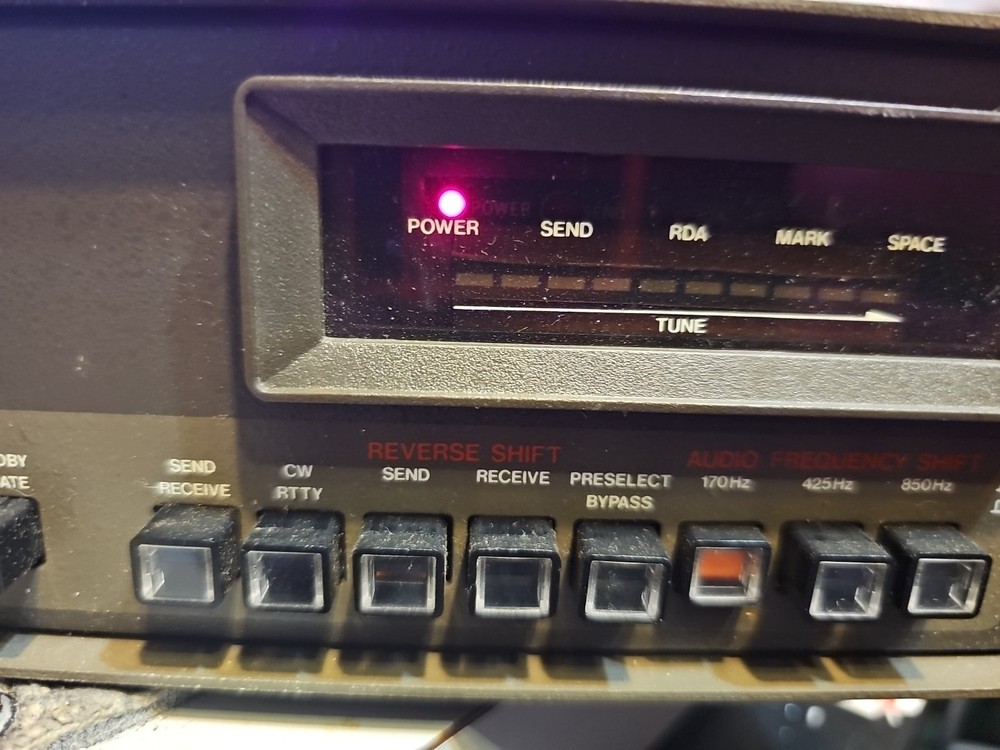 POWER
SEND
RDA
MARK
SPACE
TUNE
REVERSE SHIFT
AUDIO FREQUENCY SHIFT
SEND
RECEIVE
CW
RTTY
SEND
RECEIVE
PRESELECT
BYPASS
170Hz
425Hz
850Hz